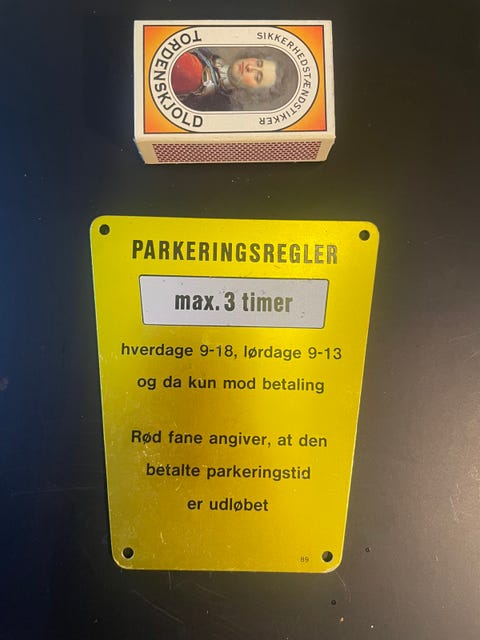 TORDENSKJOLD
SIKKERHEDSTÆNDSTIKKER
PARKERINGSREGLER
max. 3 timer
hverdage 9-18, lørdage 9-13
og da kun mod betaling
Rød fane angiver, at den
betalte parkeringstid
er udløbet
89